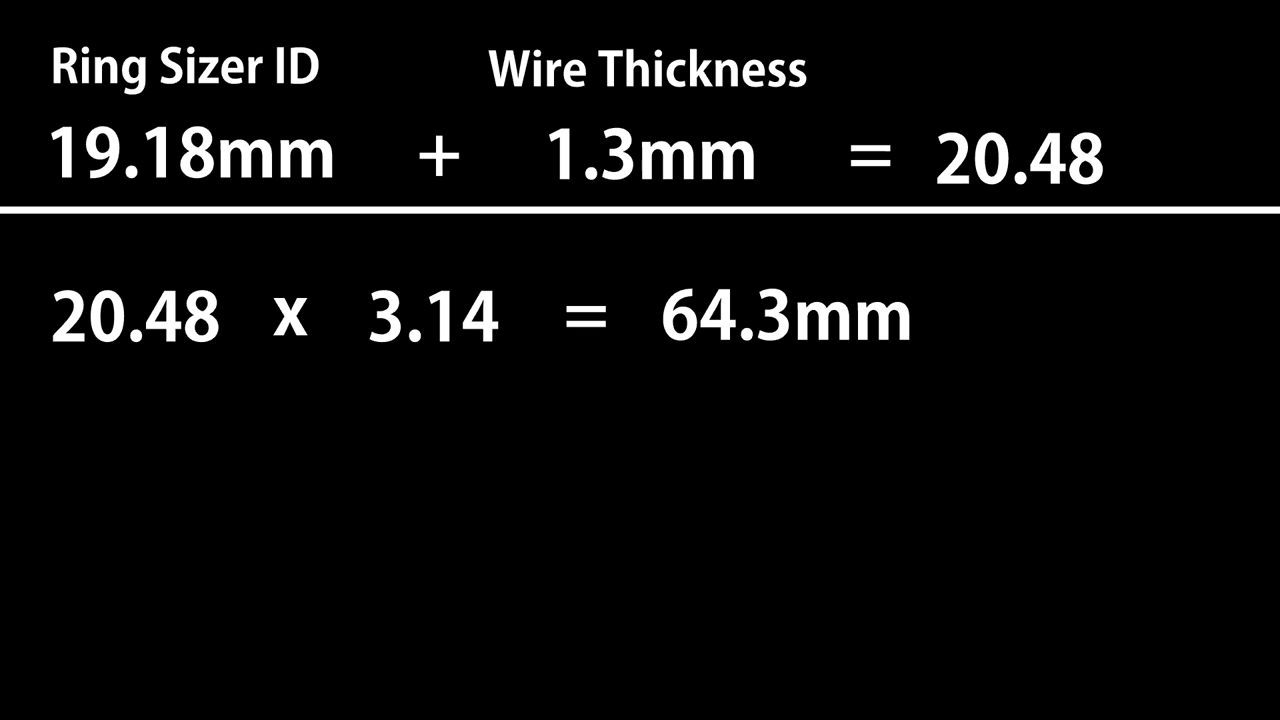 Ring Sizer ID Wire Thickness
19.18mm + 1.3mm = 20.48
20.48 x 3.14 = 64.3mm